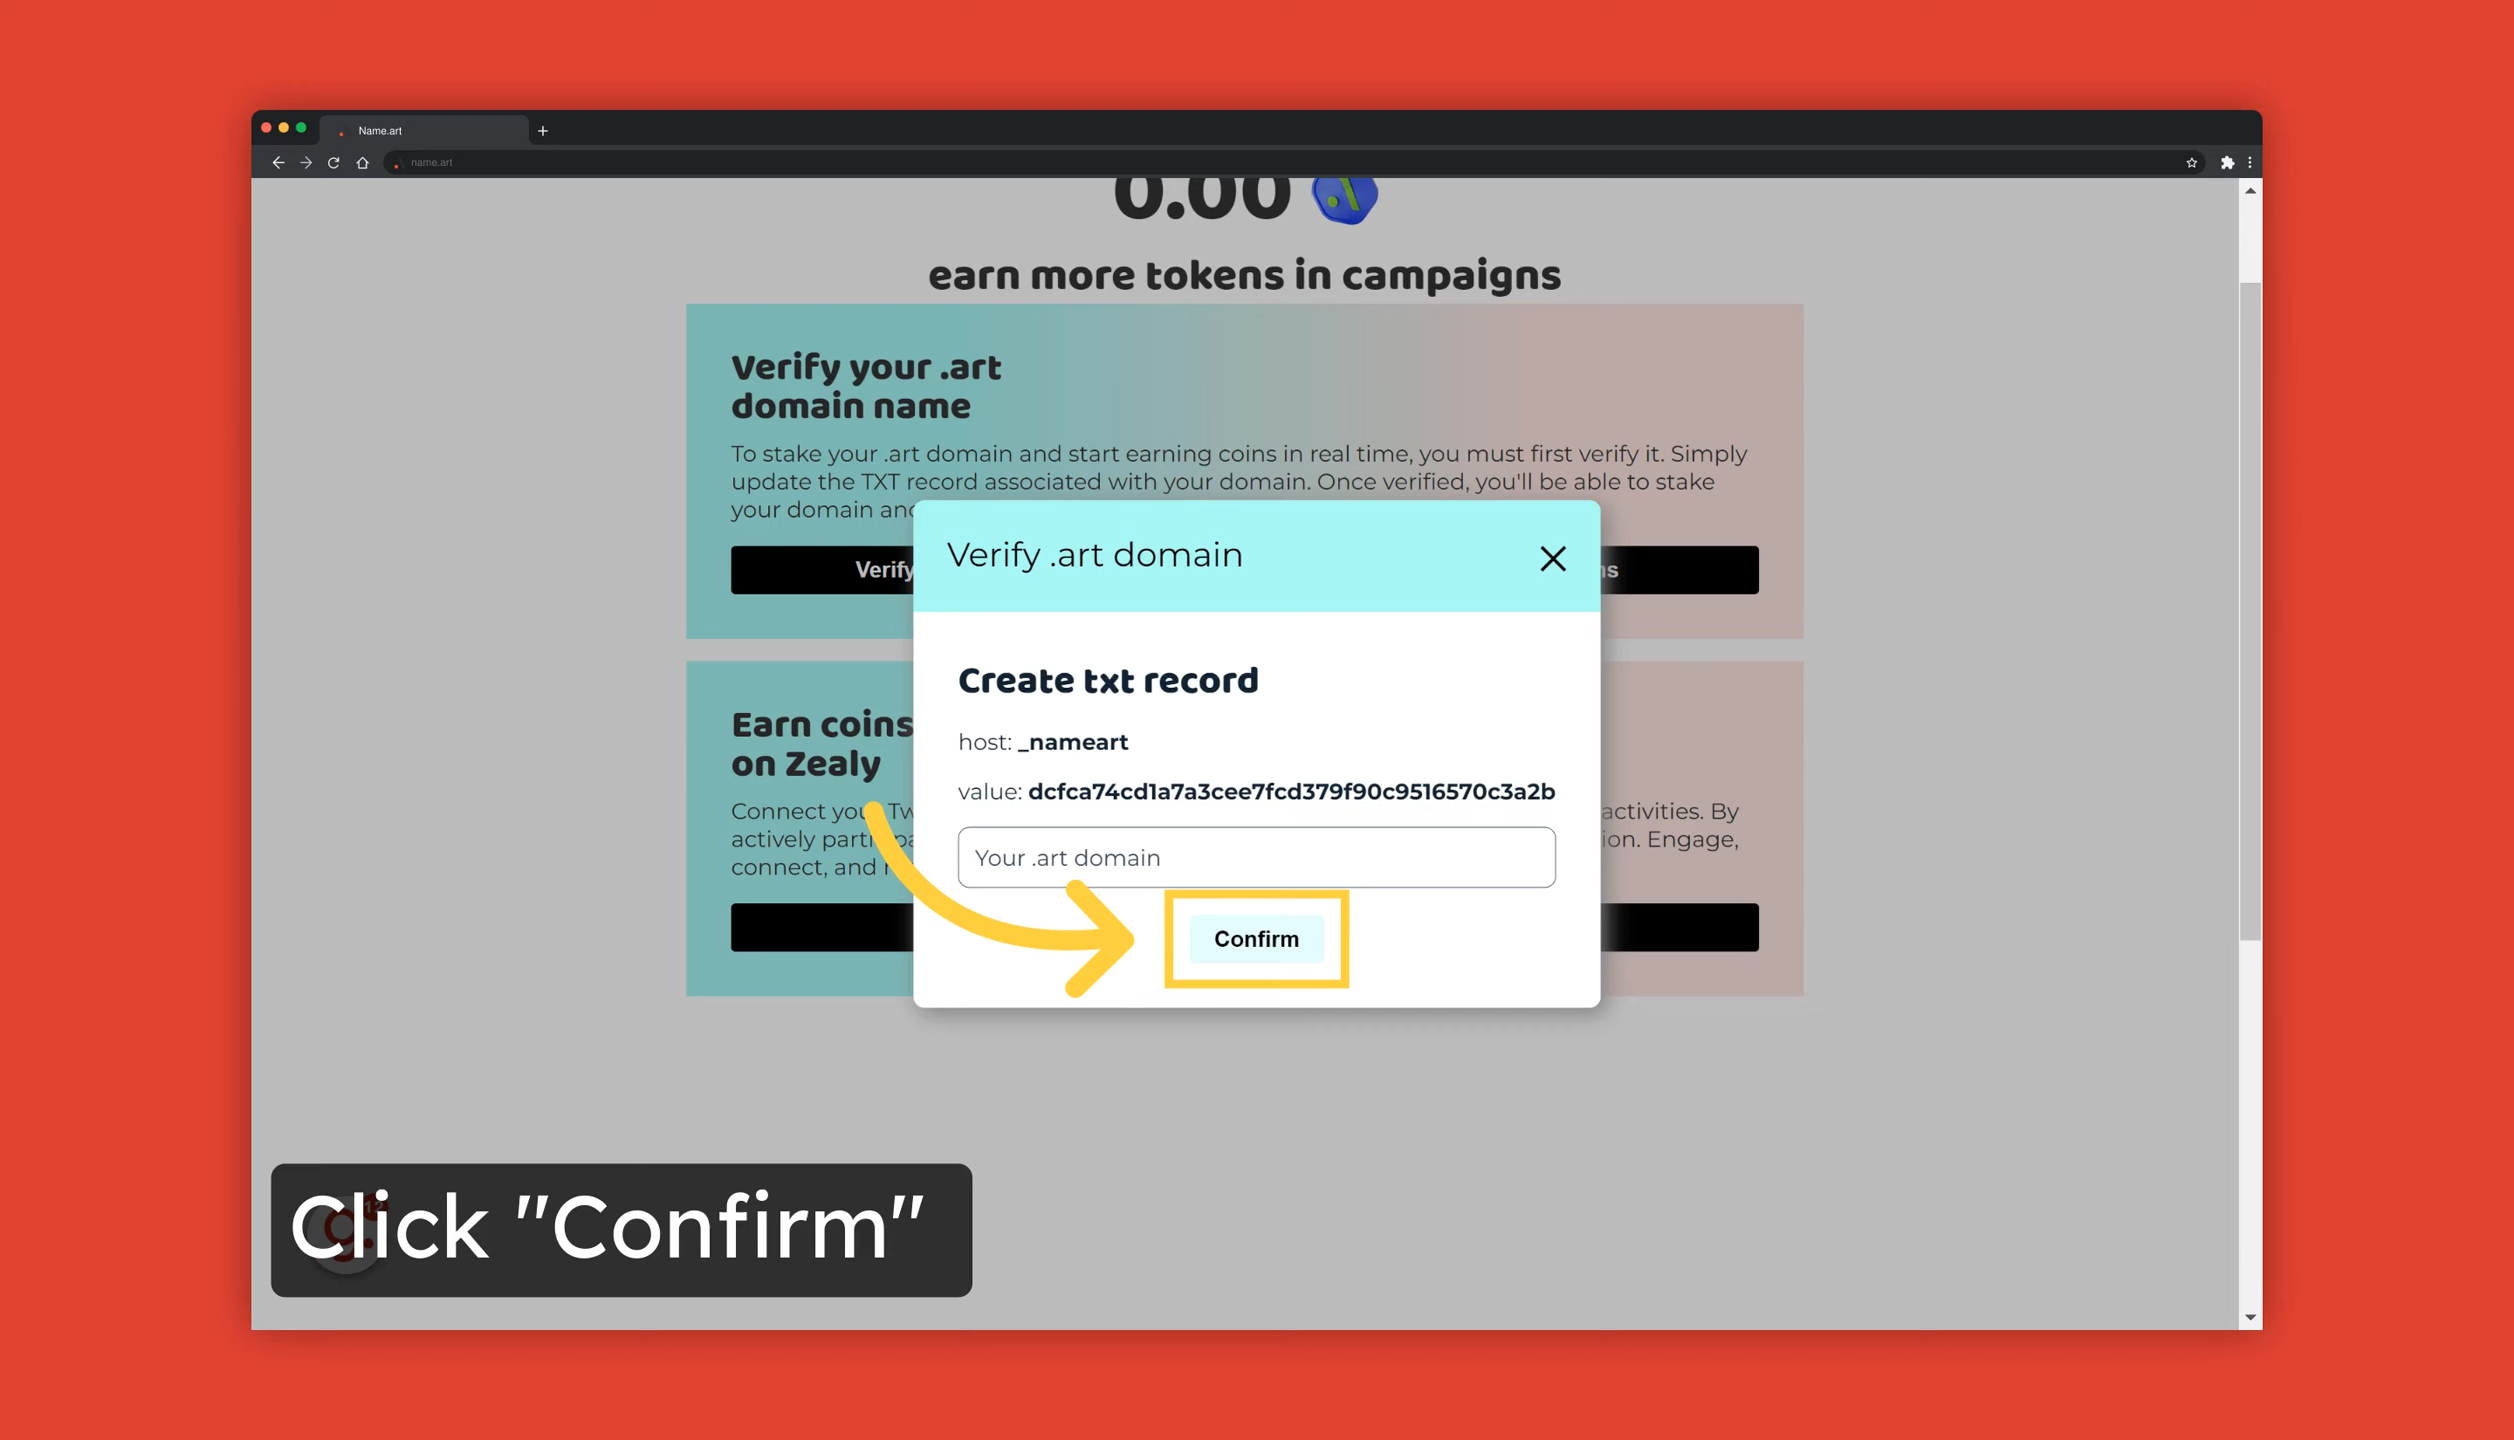 Name.art
name.art
0.00
earn more tokens in campaigns
Verify your .art
domain name
To stake your .art domain and start earning coins in real time, you must first verify it. Simply
update the TXT record associated with your domain. Once verified, you'll be able to stake
your domain and
Verify
Verify .art domain
Create txt record
host: _nameart
value: dcfca74cd1a7a3cee7fcd379f90c9516570c3a2b
Your .art domain
Confirm
Earn coins
on Zealy
Connect your Tw
activities. By
actively participa
ion. Engage,
connect, and
Click "Confirm"